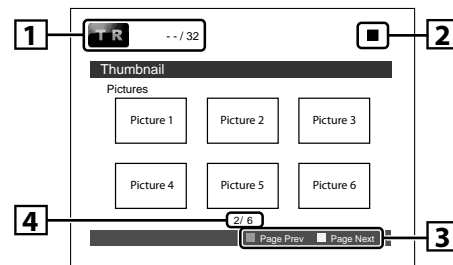 1
TR
- - / 32
2
Thumbnail
Pictures
Picture 1 Picture 2 Picture 3
Picture 4 Picture 5 Picture 6
4
2/ 6
Page Prev Page Next
3